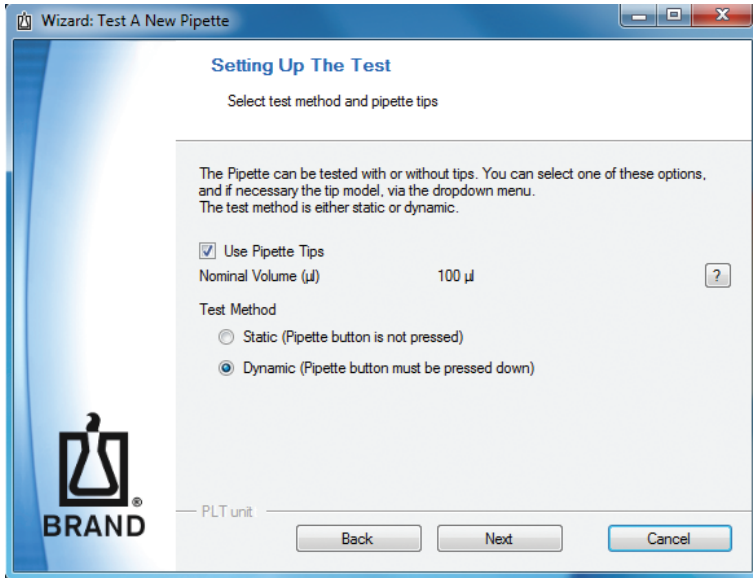 Wizard: Test A New Pipette
Setting Up The Test
Select test method and pipette tips
The Pipette can be tested with or without tips. You can select one of these options,
and if necessary the tip model, via the dropdown menu.
The test method is either static or dynamic.
Use Pipette Tips
Nominal Volume (µl) 100 µl ?
Test Method
Static (Pipette button is not pressed)
Dynamic (Pipette button must be pressed down)
®
BRAND
PLT unit
Back Next Cancel